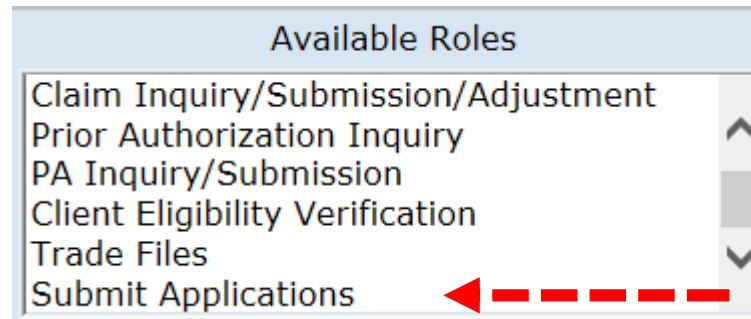 Available Roles
Claim Inquiry/Submission/Adjustment
Prior Authorization Inquiry
PA Inquiry/Submission
Client Eligibility Verification
Trade Files
Submit Applications